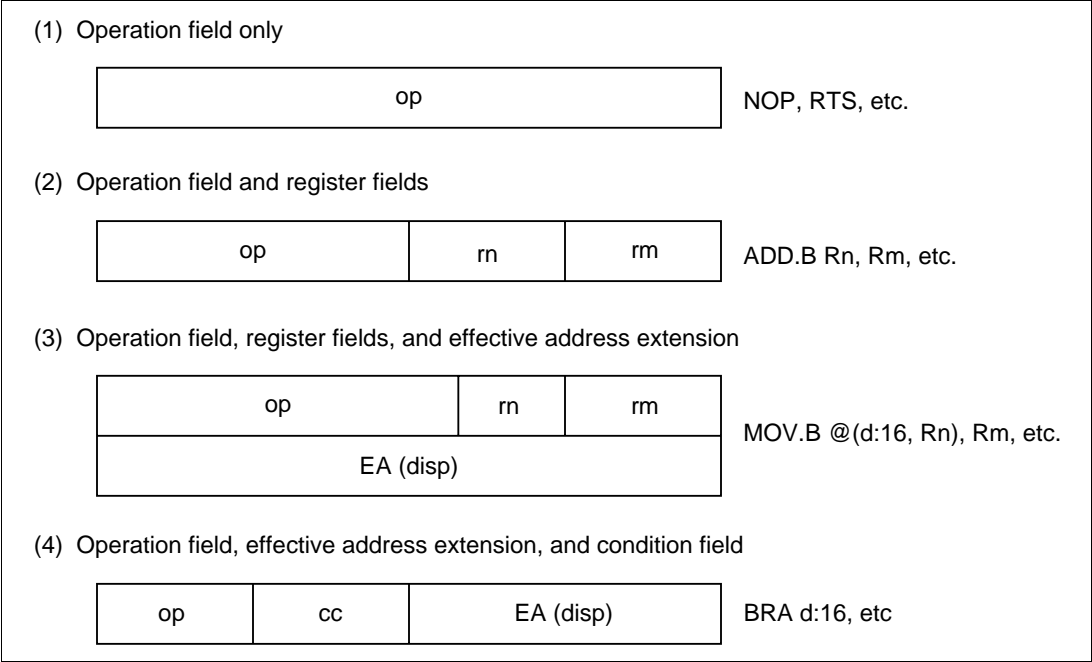 (1) Operation field only
op
NOP, RTS, etc.
(2) Operation field and register fields
op rn rm
ADD.B Rn, Rm, etc.
(3) Operation field, register fields, and effective address extension
op rn rm
EA (disp)
MOV.B @(d:16, Rn), Rm, etc.
(4) Operation field, effective address extension, and condition field
op cc EA (disp)
BRA d:16, etc